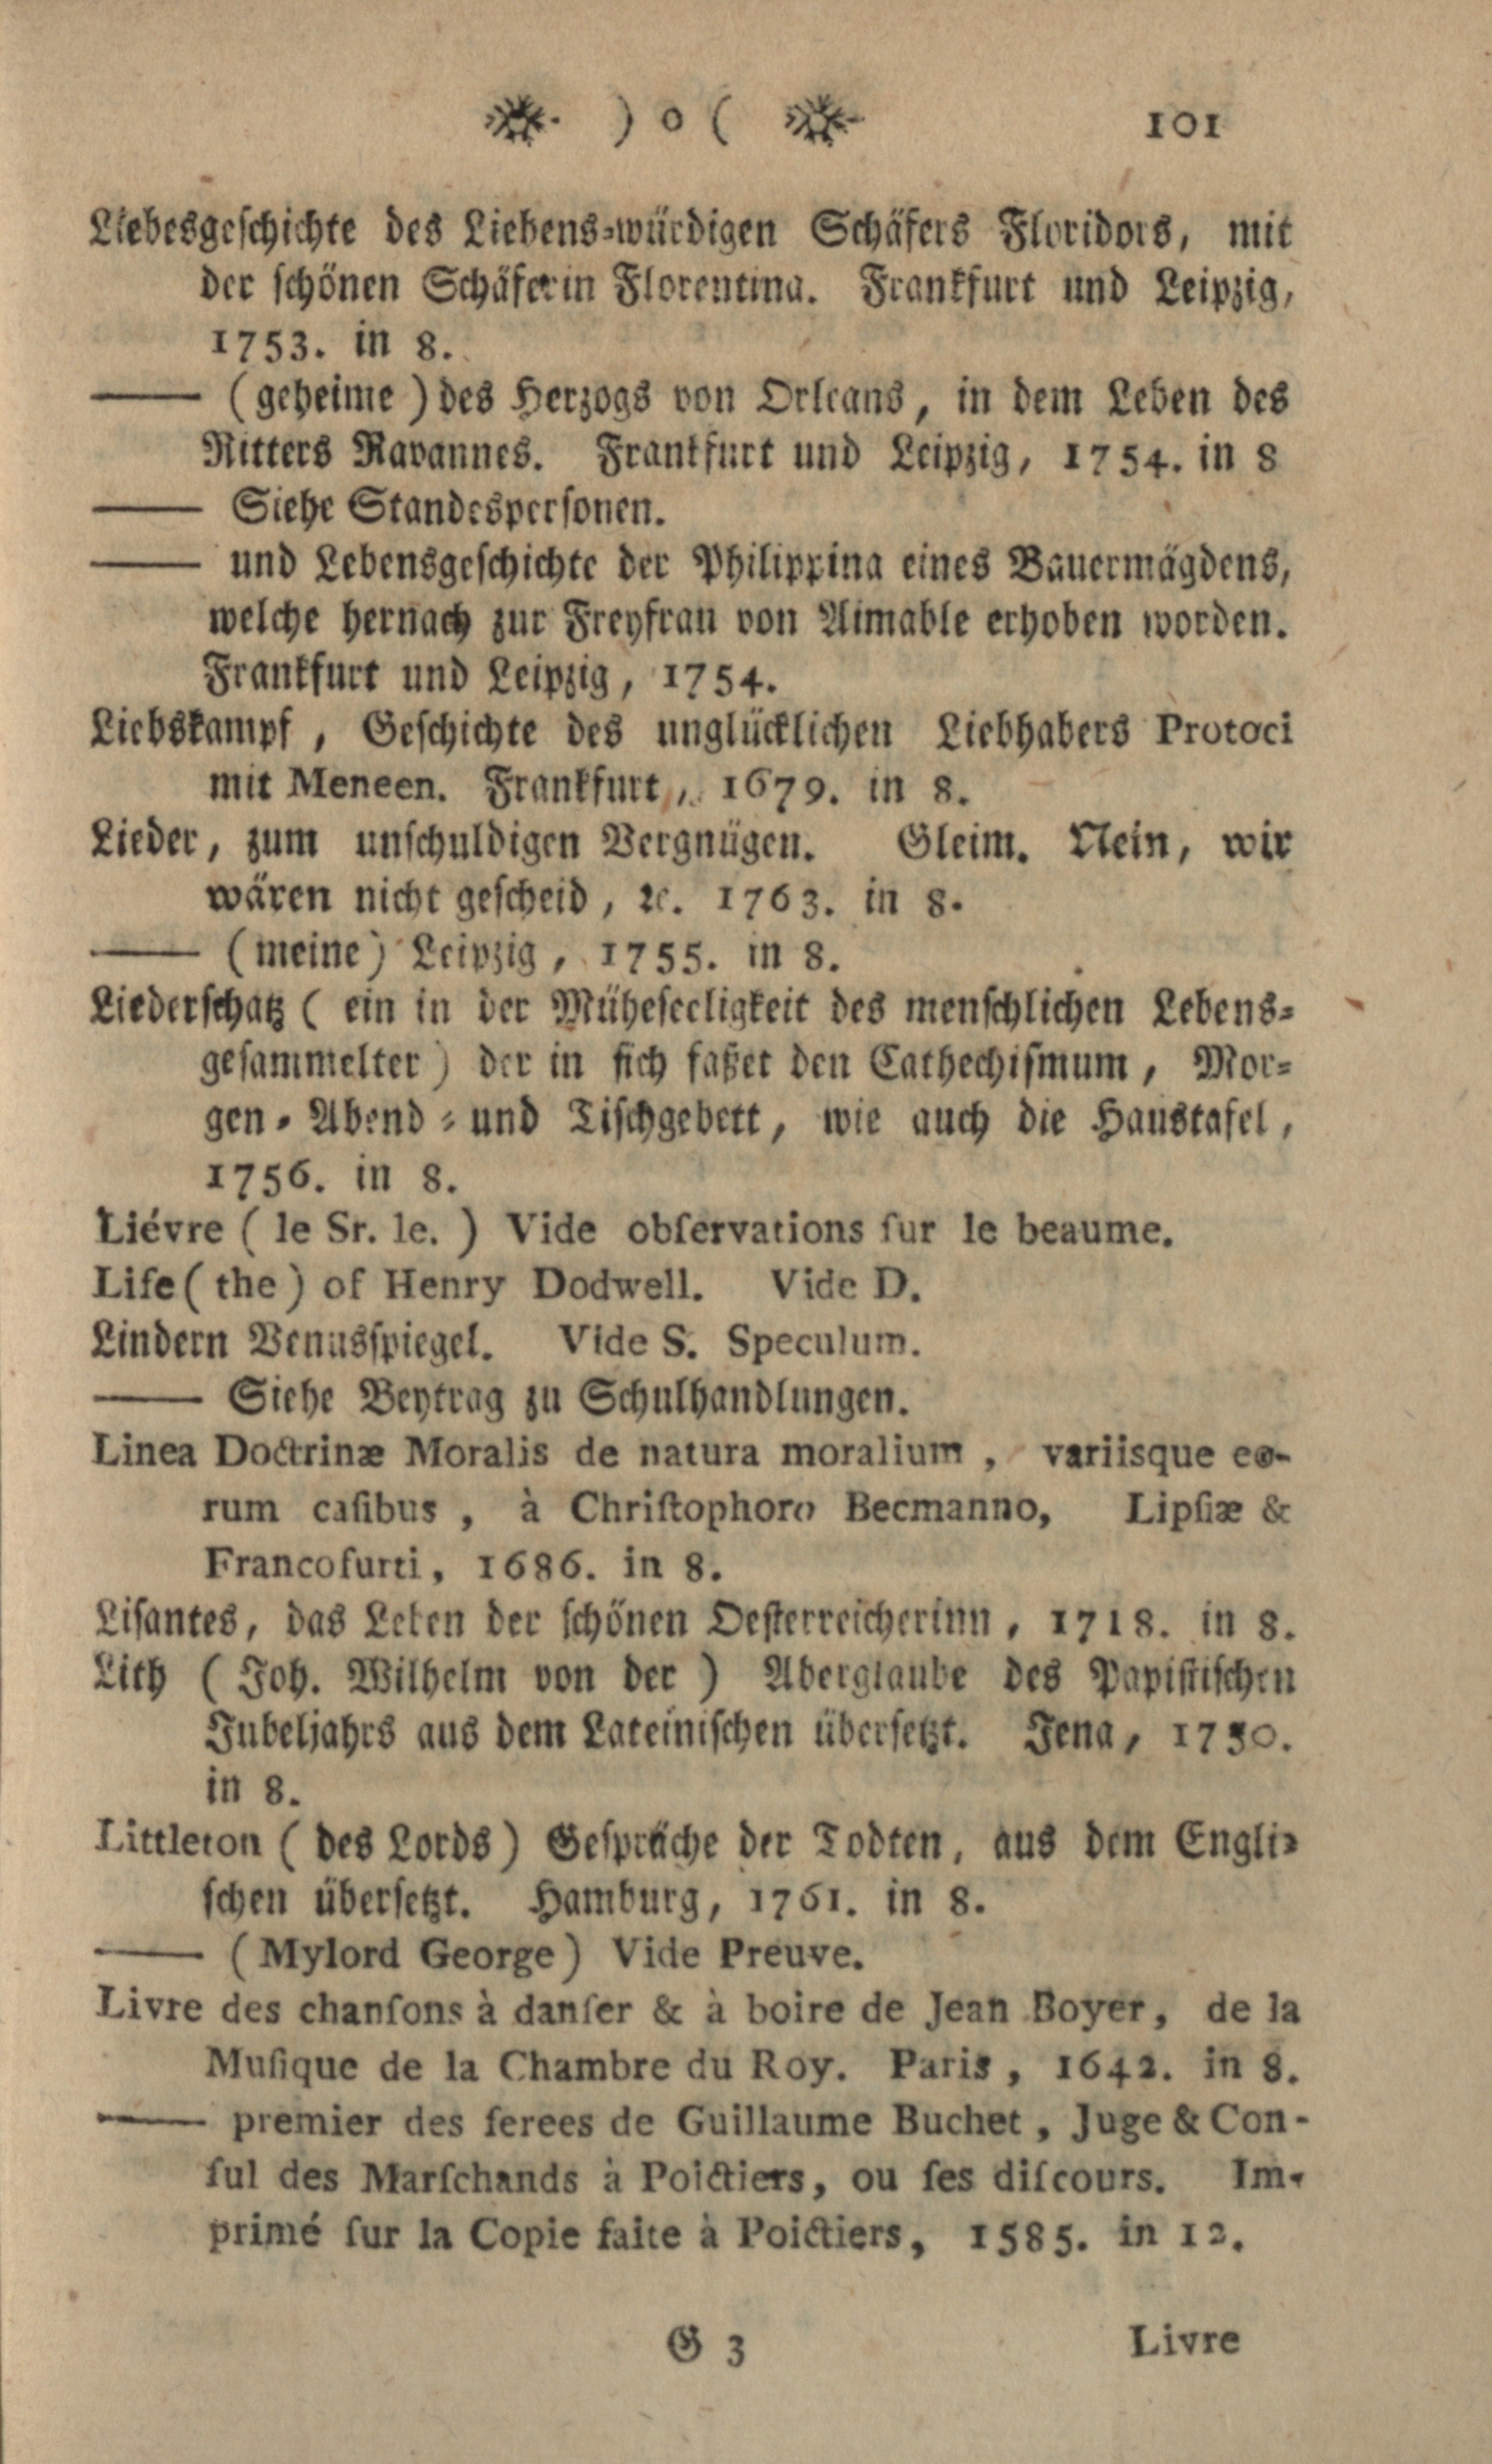 ) o ( 101
Liebesgeschichte des Liebens-würdigen Schäfers Floridors, mit
der schönen Schäferin Florentina. Frankfurt und Leipzig,
1753. in 8.
—— (geheime) des Herzogs von Orleans, in dem Leben des
Ritters Ravannes. Frankfurt und Leipzig, 1754. in 8
—— Siehe Standespersonen.
—— und Lebensgeschichte der Philippina eines Bauermägdens,
welche hernach zur Freyfrau von Aimable erhoben worden.
Frankfurt und Leipzig, 1754.
Liebskampf, Geschichte des unglücklichen Liebhabers Protoci
mit Meneen. Frankfurt, 1679. in 8.
Lieder, zum unschuldigen Vergnügen. Gleim. Nein, wir
wären nicht gescheid, ꝛc. 1763. in 8.
—— (meine) Leipzig, 1755. in 8.
Liederschatz ( ein in der Müheseeligkeit des menschlichen Lebens-
gesammelter) der in sich faßet den Cathechismum, Mor-
gen- Abend- und Tischgebett, wie auch die Haustafel,
1756. in 8.
Liévre ( le Sr. le. ) Vide obſervations ſur le beaume.
Life ( the ) of Henry Dodwell. Vide D.
Lindern Venusspiegel. Vide S. Speculum.
—— Siehe Beytrag zu Schulhandlungen.
Linea Doctrinæ Moralis de natura moralium, variisque eo-
rum caſibus, à Chriſtophoro Becmanno, Lipſiæ &
Francofurti, 1686. in 8.
Lisantes, das Leben der schönen Oesterreicherinn, 1718. in 8.
Lith ( Joh. Wilhelm von der ) Aberglaube des Papistischen
Jubeljahrs aus dem Lateinischen übersetzt. Jena, 1750.
in 8.
Littleton ( des Lords) Gespräche der Todten, aus dem Engli-
schen übersetzt. Hamburg, 1761. in 8.
—— (Mylord George) Vide Preuve.
Livre des chanſons à danſer & à boire de Jean Boyer, de la
Muſique de la Chambre du Roy. Paris, 1642. in 8.
—— premier des ſerees de Guillaume Buchet, Juge & Con-
ſul des Marſchands à Poictiers, ou ſes diſcours. Im-
primé ſur la Copie faite à Poictiers, 1585. in 12.
G 3 Livre